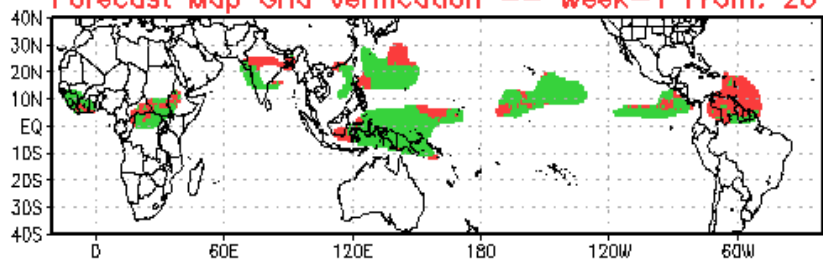 Forecast Map Grid Verification -- Week-1 from: 20
40N
30N
20N
10N
EQ
10S
20S
30S
40S
0 60E 120E 180 120W 60W